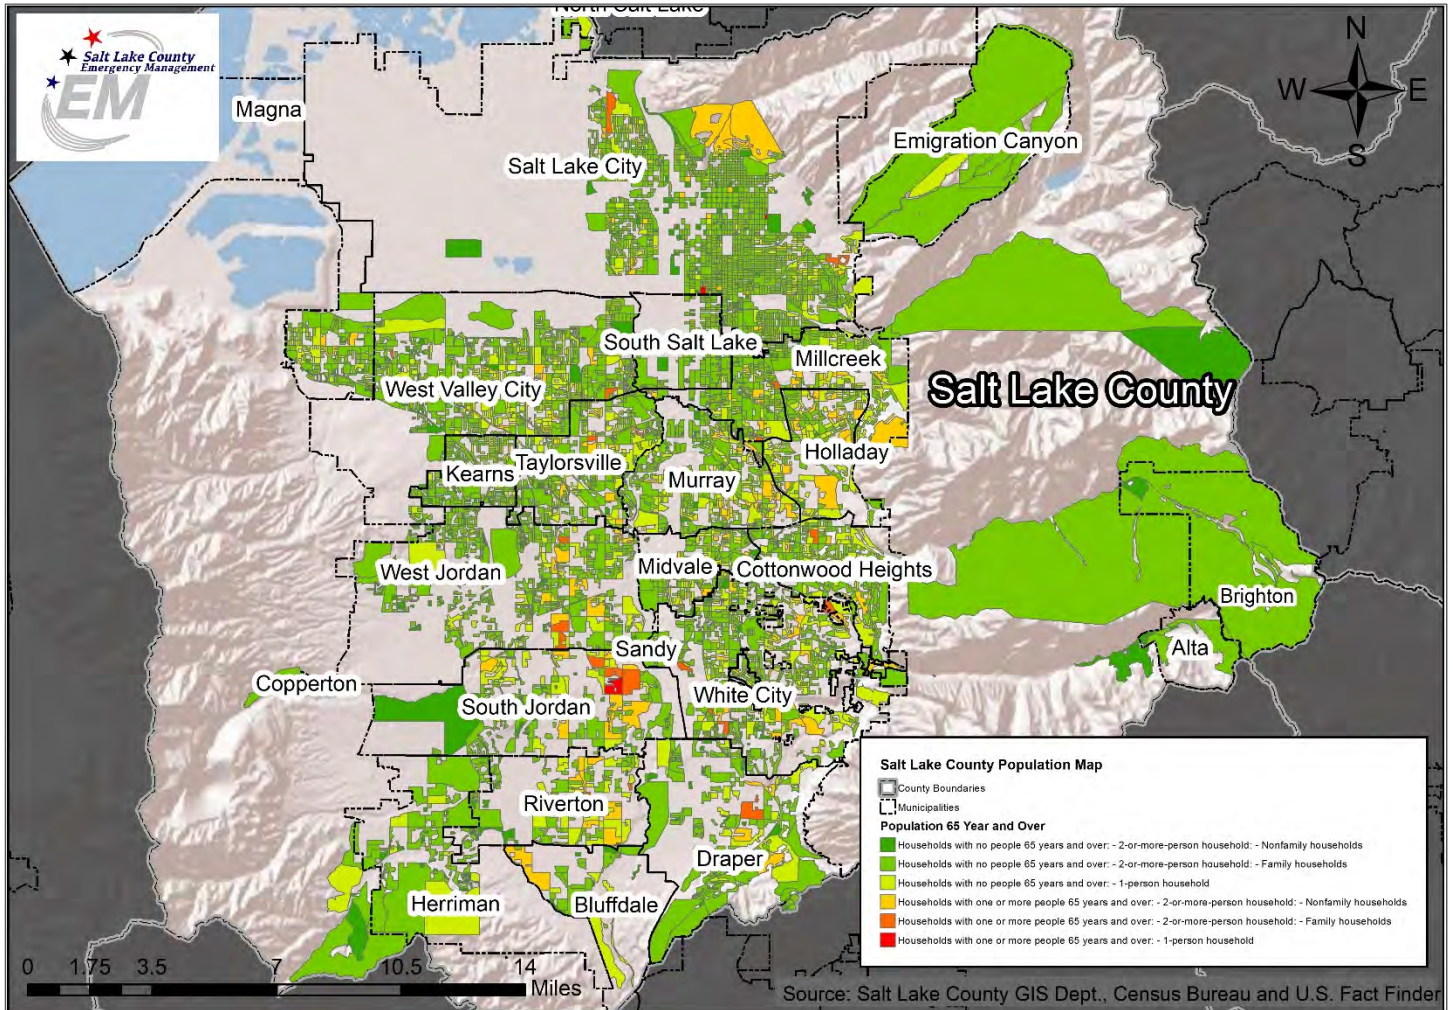 North Salt Lake
Salt Lake County
Emergency Management
EM
N
W
E
S
Magna
Salt Lake City
Emigration Canyon
South Salt Lake
Millcreek
West Valley City
Salt Lake County
Holladay
Taylorsville
Kearns
Murray
West Jordan
Midvale
Cottonwood Heights
Brighton
Sandy
Alta
Copperton
White City
South Jordan
Riverton
Draper
Herriman
Bluffdale
Salt Lake County Population Map
County Boundaries
Municipalities
Population 65 Year and Over
Households with no people 65 years and over: - 2-or-more-person household: - Nonfamily households
Households with no people 65 years and over: - 2-or-more-person household: - Family households
Households with no people 65 years and over: - 1-person household
Households with one or more people 65 years and over: - 2-or-more-person household: - Nonfamily households
Households with one or more people 65 years and over: - 2-or-more-person household: - Family households
Households with one or more people 65 years and over: - 1-person household
0 1.75 3.5 7 10.5 14
Miles
Source: Salt Lake County GIS Dept., Census Bureau and U.S. Fact Finder